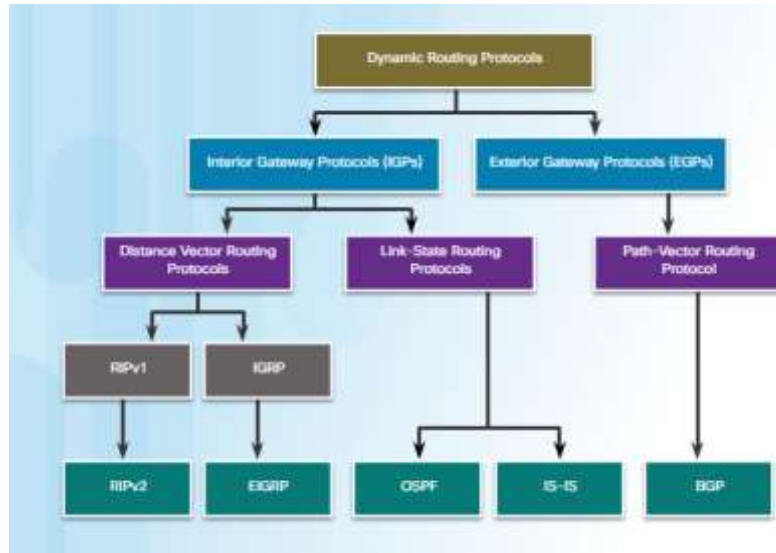 Dynamic Routing Protocols
Interior Gateway Protocols (IGPs)
Exterior Gateway Protocols (EGPs)
Distance Vector Routing
Protocols
Link-State Routing
Protocols
Path-Vector Routing
Protocol
RIPv1
IGRP
RIPv2
EIGRP
OSPF
IS-IS
BGP